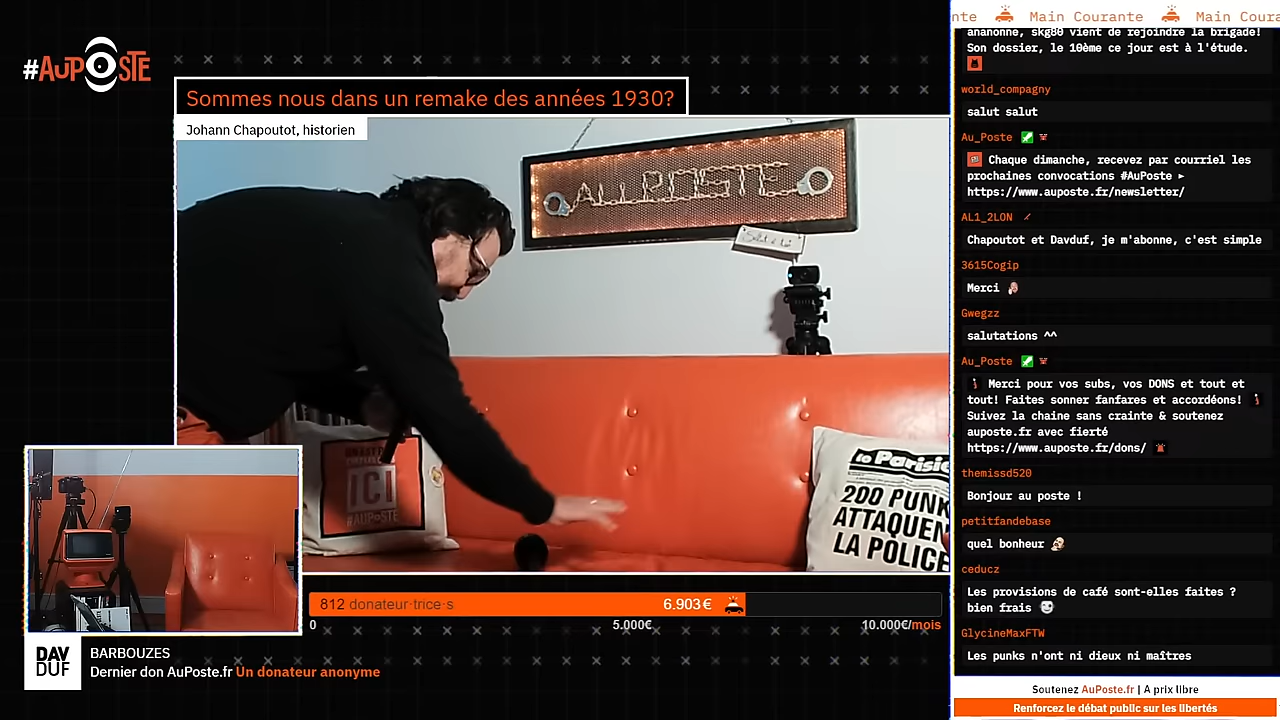 #AuPOSTE
Sommes nous dans un remake des années 1930?
Johann Chapoutot, historien
ALLPOSTE
Salut à toi
ICI
#AUPOSTE
le Parisie
200 PUNK
ATTAQUEN
LA POLICE
812 donateur·trice·s
6.903€
0
5.000€
10.000€/mois
DAV
DUF
BARBOUZES
Dernier don AuPoste.fr Un donateur anonyme
nte Main Courante Main Coura
ananonne, skg80 vient de rejoindre la brigade!
Son dossier, le 10ème ce jour est à l'étude.
world_compagny
salut salut
Au_Poste
Chaque dimanche, recevez par courriel les
prochaines convocations #AuPoste ►
https://www.auposte.fr/newsletter/
AL1_2LON
Chapoutot et Davduf, je m'abonne, c'est simple
3615Cogip
Merci
Gwegzz
salutations ^^
Au_Poste
Merci pour vos subs, vos DONS et tout et
tout! Faites sonner fanfares et accordéons!
Suivez la chaine sans crainte & soutenez
auposte.fr avec fierté
https://www.auposte.fr/dons/
themissd520
Bonjour au poste !
petitfandebase
quel bonheur
ceducz
Les provisions de café sont-elles faites ?
bien frais
GlycineMaxFTW
Les punks n'ont ni dieux ni maîtres
Soutenez AuPoste.fr | A prix libre
Renforcez le débat public sur les libertés